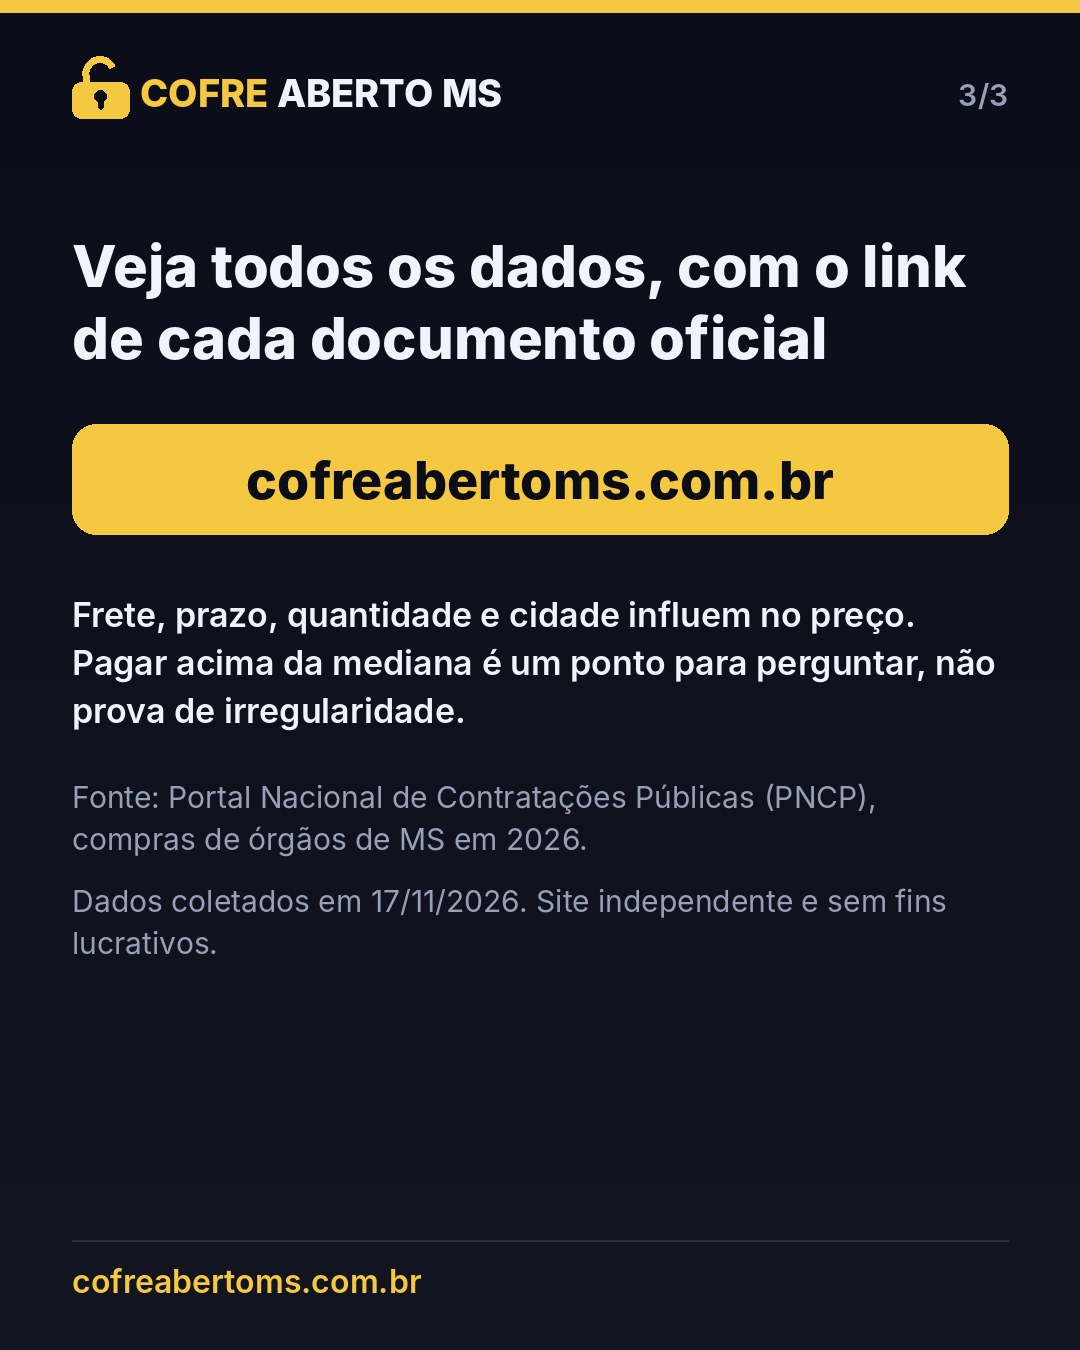 COFRE ABERTO MS
3/3
Veja todos os dados, com o link
de cada documento oficial
cofreabertoms.com.br
Frete, prazo, quantidade e cidade influem no preço.
Pagar acima da mediana é um ponto para perguntar, não
prova de irregularidade.
Fonte: Portal Nacional de Contratações Públicas (PNCP),
compras de órgãos de MS em 2026.
Dados coletados em 17/11/2026. Site independente e sem fins
lucrativos.
cofreabertoms.com.br